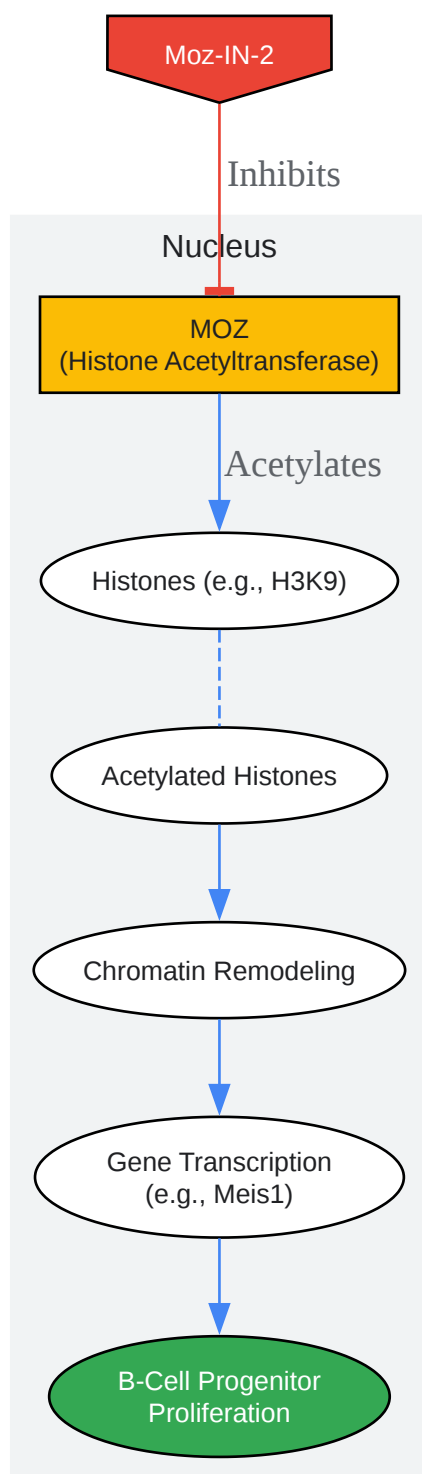 Moz-IN-2
Inhibits
Nucleus
MOZ
(Histone Acetyltransferase)
Acetylates
Histones (e.g., H3K9)
Acetylated Histones
Chromatin Remodeling
Gene Transcription
(e.g., Meis1)
B-Cell Progenitor
Proliferation